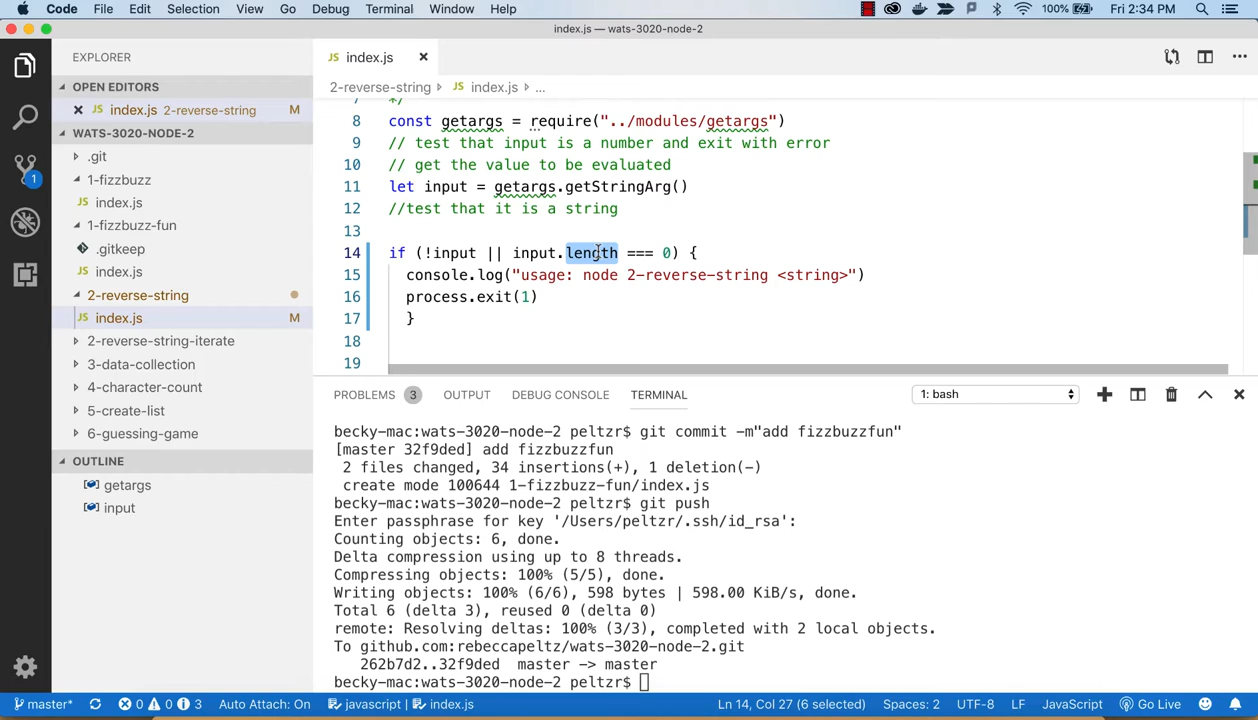 Code File Edit Selection View Go Debug Terminal Window Help 100% Fri 2:34 PM
index.js — wats-3020-node-2
EXPLORER
OPEN EDITORS
JS index.js 2-reverse-string M
WATS-3020-NODE-2
.git
1-fizzbuzz
JS index.js
1-fizzbuzz-fun
.gitkeep
JS index.js
2-reverse-string
JS index.js M
2-reverse-string-iterate
3-data-collection
4-character-count
5-create-list
6-guessing-game
OUTLINE
getargs
input
1
JS index.js
2-reverse-string JS index.js ...
7 */
8 const getargs = require("../modules/getargs")
9 // test that input is a number and exit with error
10 // get the value to be evaluated
11 let input = getargs.getStringArg()
12 //test that it is a string
13
14 if (!input || input.length === 0) {
15 console.log("usage: node 2-reverse-string <string>")
16 process.exit(1)
17 }
18
19
PROBLEMS 3 OUTPUT DEBUG CONSOLE TERMINAL 1: bash
becky-mac:wats-3020-node-2 peltzr$ git commit -m"add fizzbuzzfun"
[master 32f9ded] add fizzbuzzfun
2 files changed, 34 insertions(+), 1 deletion(-)
create mode 100644 1-fizzbuzz-fun/index.js
becky-mac:wats-3020-node-2 peltzr$ git push
Enter passphrase for key '/Users/peltzr/.ssh/id_rsa':
Counting objects: 6, done.
Delta compression using up to 8 threads.
Compressing objects: 100% (5/5), done.
Writing objects: 100% (6/6), 598 bytes | 598.00 KiB/s, done.
Total 6 (delta 3), reused 0 (delta 0)
remote: Resolving deltas: 100% (3/3), completed with 2 local objects.
To github.com:rebeccapeltz/wats-3020-node-2.git
262b7d2..32f9ded master -> master
becky-mac:wats-3020-node-2 peltzr$
master* 0 0 3 Auto Attach: On javascript index.js Ln 14, Col 27 (6 selected) Spaces: 2 UTF-8 LF JavaScript Go Live